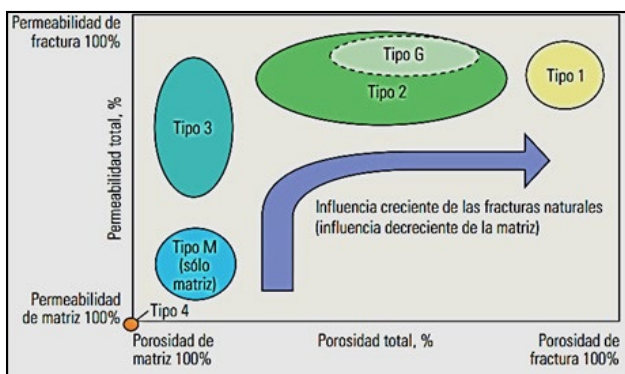 Permeabilidad de
fractura 100%
Permeabilidad total, %
Permeabilidad
de matriz 100%
Tipo G
Tipo 2
Tipo 1
Tipo 3
Influencia creciente de las fracturas naturales
(influencia decreciente de la matriz)
Tipo M
(sólo
matriz)
Tipo 4
Porosidad de
matriz 100%
Porosidad total, %
Porosidad de
fractura 100%